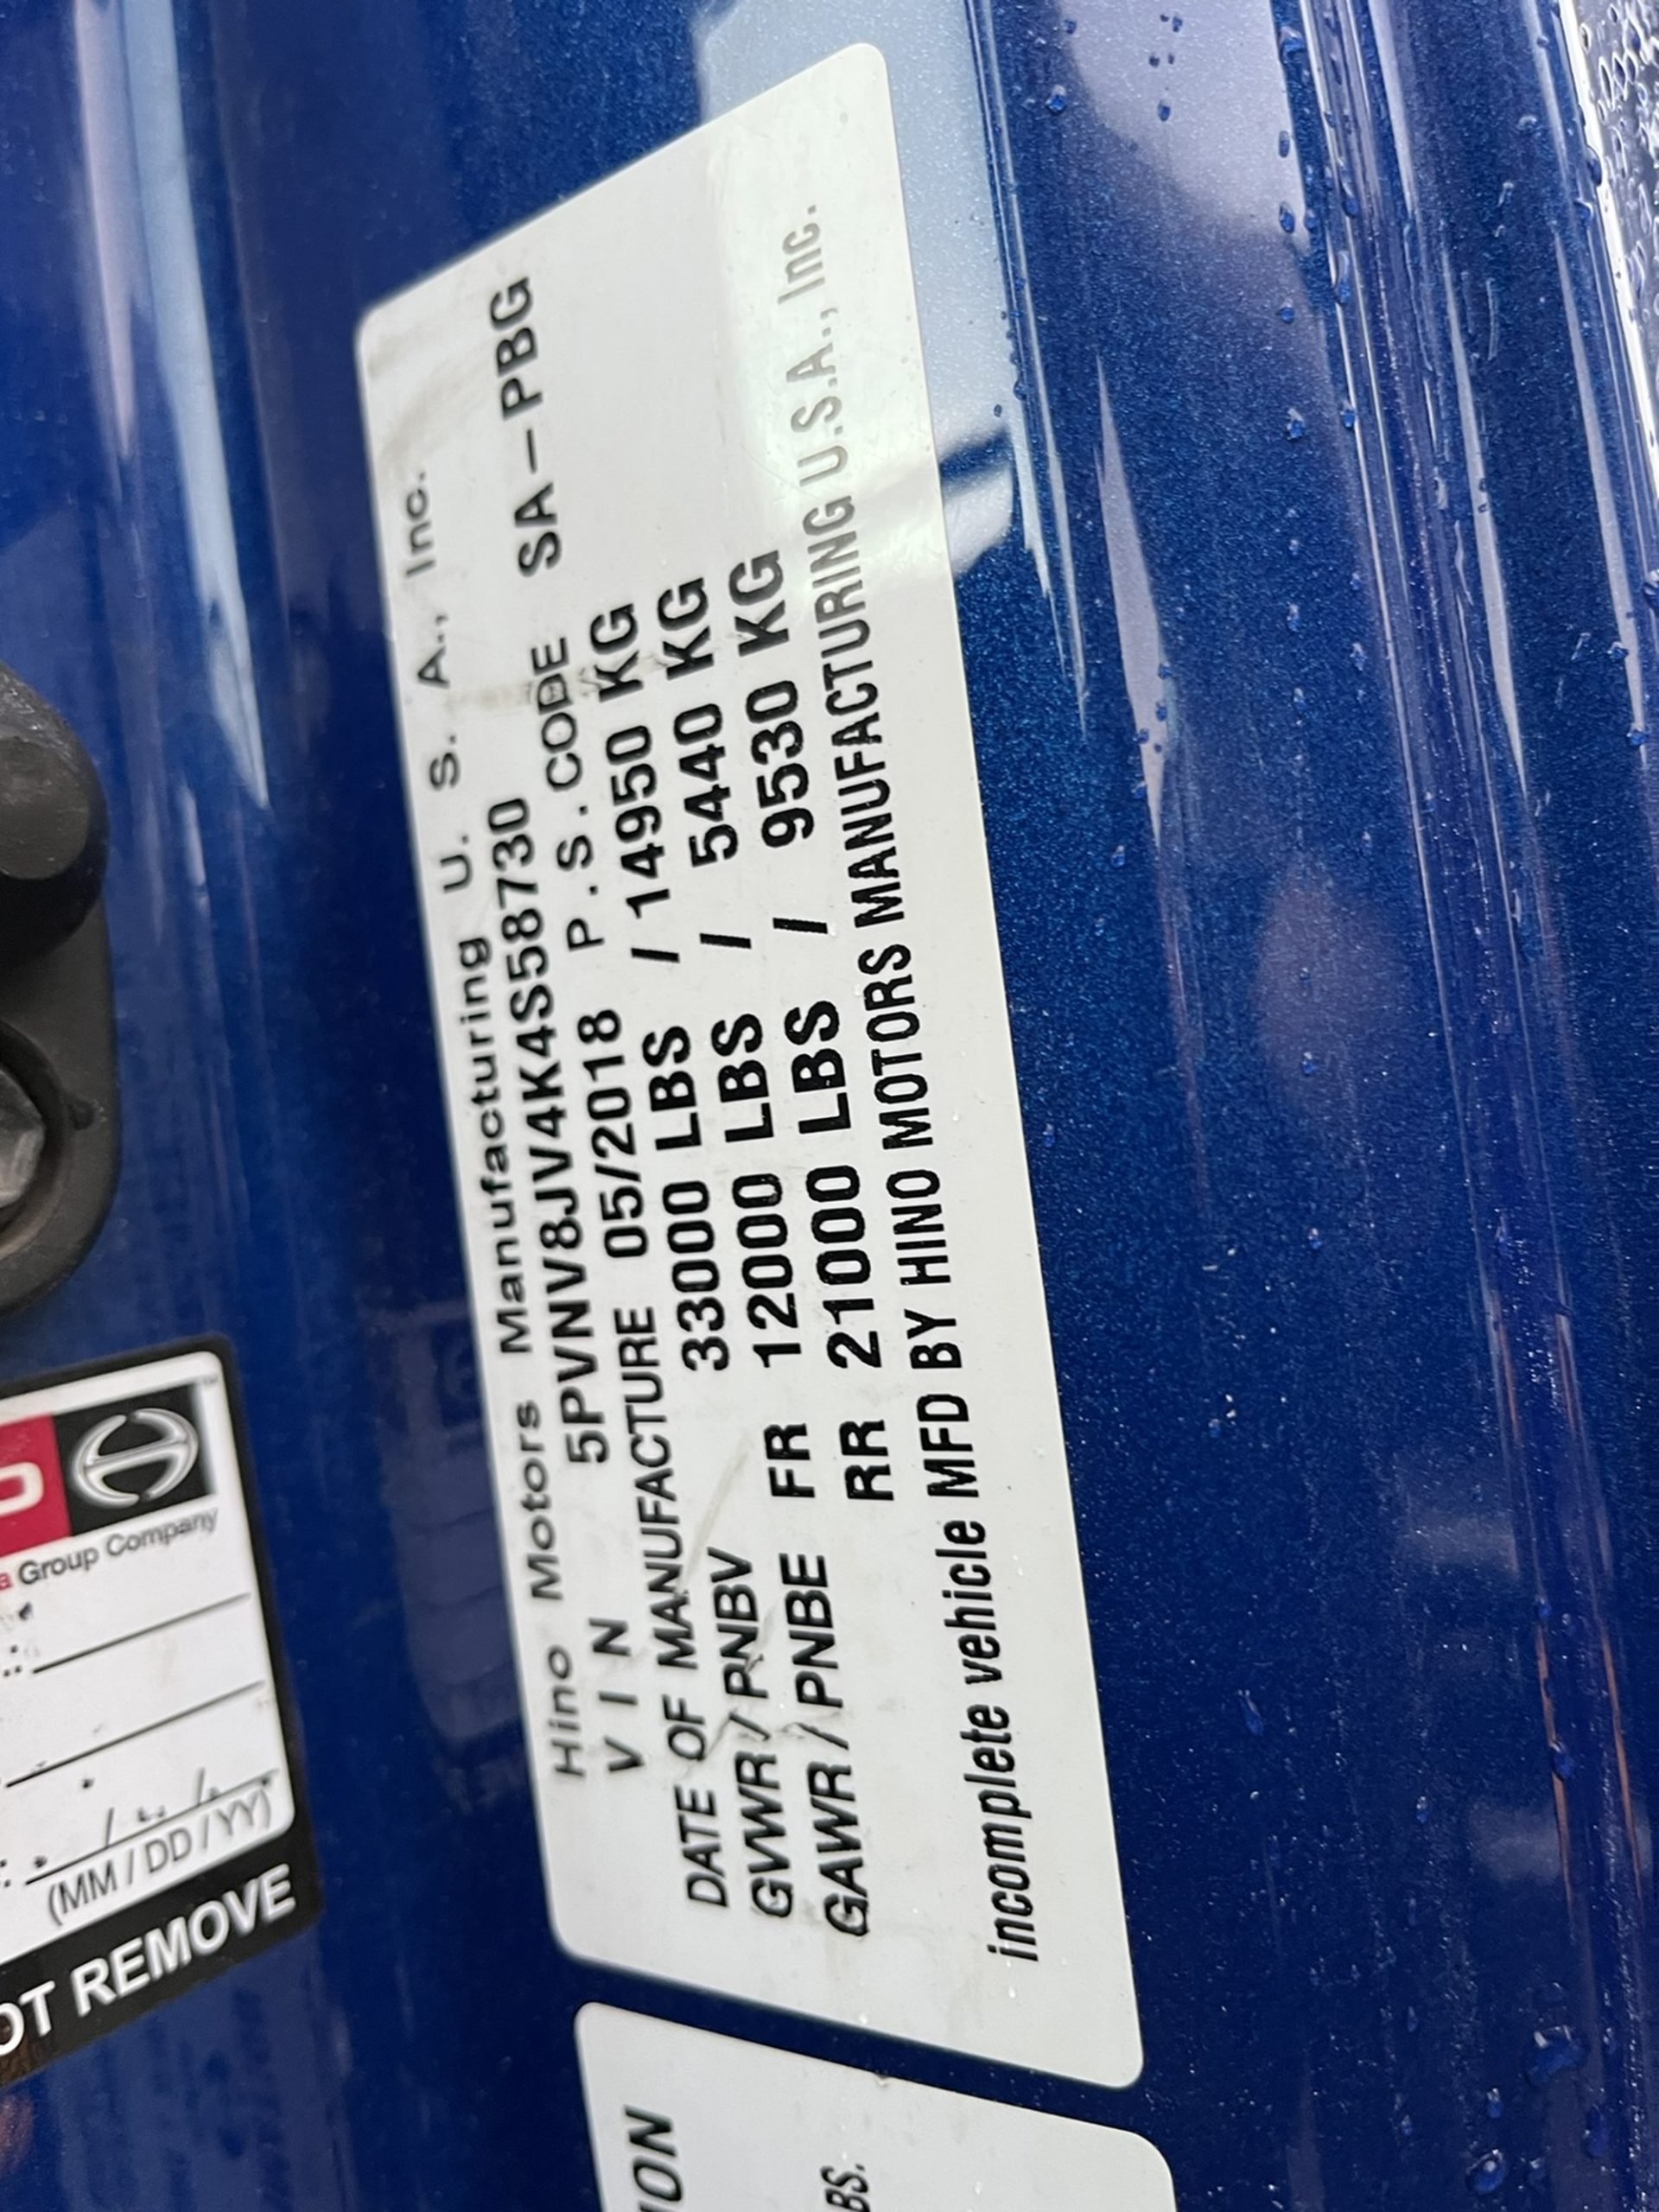 Hino Motors Manufacturing U. S. A., Inc.
VIN 5PVNV8JV4K4S58730
DATE OF MANUFACTURE 05/2018 P.S.CODE SA-PBG
GVWR / PNBV 33000 LBS / 14950 KG
GAWR / PNBE FR 12000 LBS / 5440 KG
RR 21000 LBS / 9530 KG
incomplete vehicle MFD BY HINO MOTORS MANUFACTURING U.S.A., Inc.
Group Company
(MM / DD / YY)
REMOVE